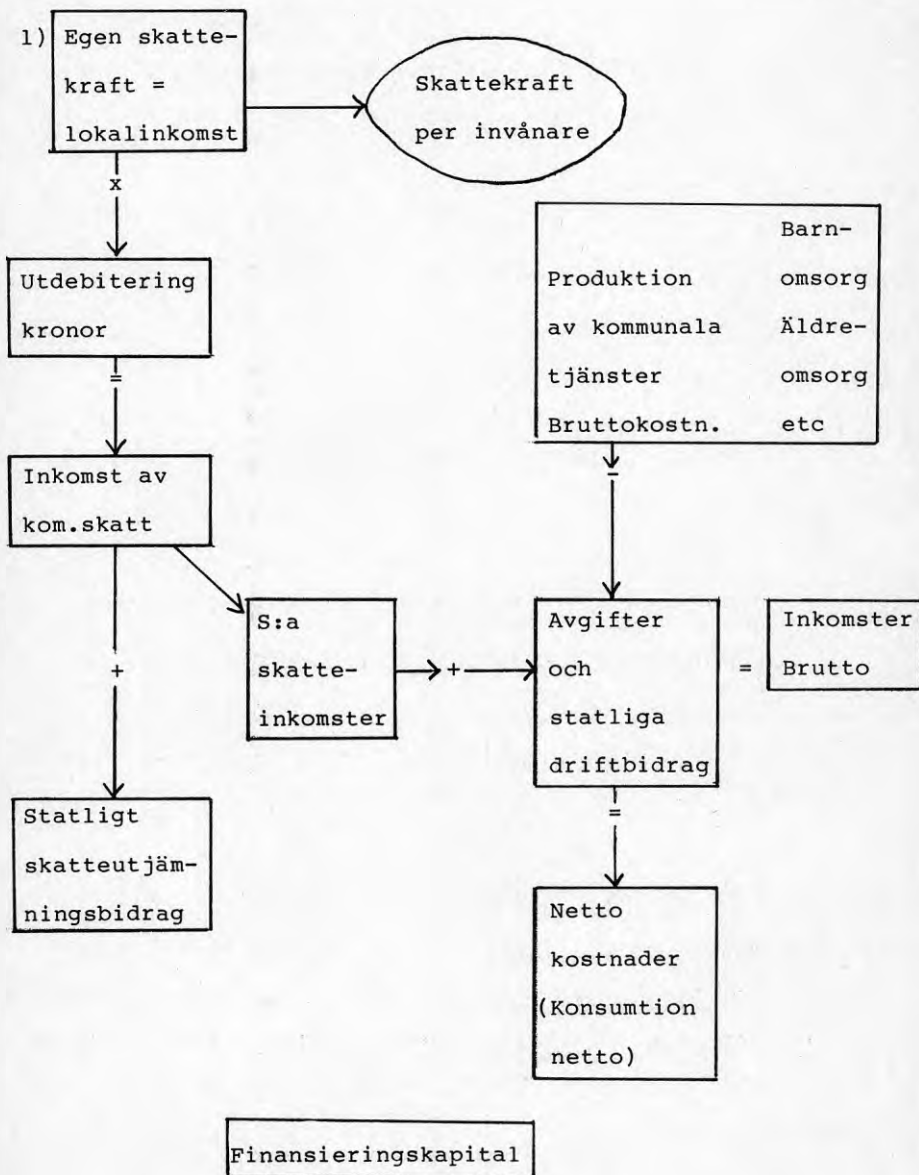 1) Egen skatte-
kraft =
lokalinkomst
Skattekraft
per invånare
x
Utdebitering
kronor
=
Inkomst av
kom.skatt
+
Statligt
skatteutjäm-
ningsbidrag
S:a
skatte-
inkomster
+
Barn-
Produktion omsorg
av kommunala Äldre-
tjänster omsorg
Bruttokostn. etc
-
Avgifter
och
statliga
driftbidrag
=
Inkomster
Brutto
=
Netto
kostnader
(Konsumtion
netto)
Finansieringskapital